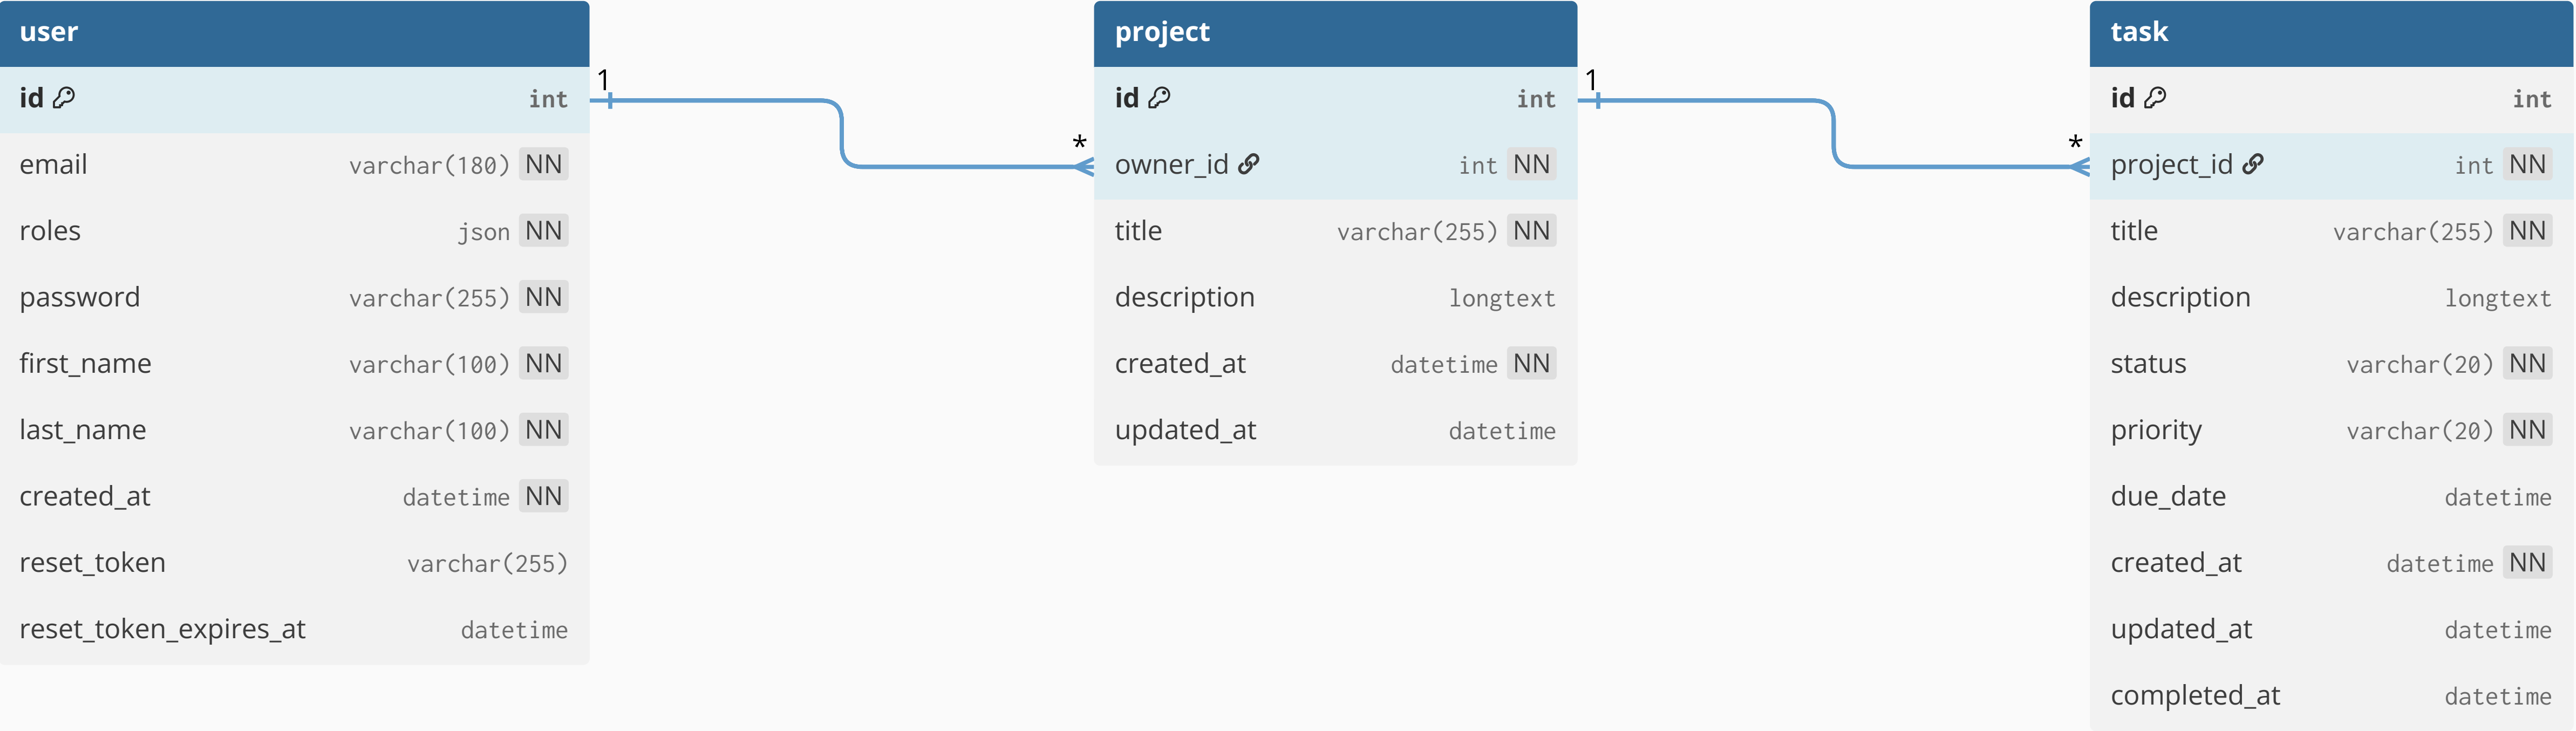 user
id int
email varchar(180) NN
roles json NN
password varchar(255) NN
first_name varchar(100) NN
last_name varchar(100) NN
created_at datetime NN
reset_token varchar(255)
reset_token_expires_at datetime
1
*
project
id int
owner_id int NN
title varchar(255) NN
description longtext
created_at datetime NN
updated_at datetime
1
*
task
id int
project_id int NN
title varchar(255) NN
description longtext
status varchar(20) NN
priority varchar(20) NN
due_date datetime
created_at datetime NN
updated_at datetime
completed_at datetime